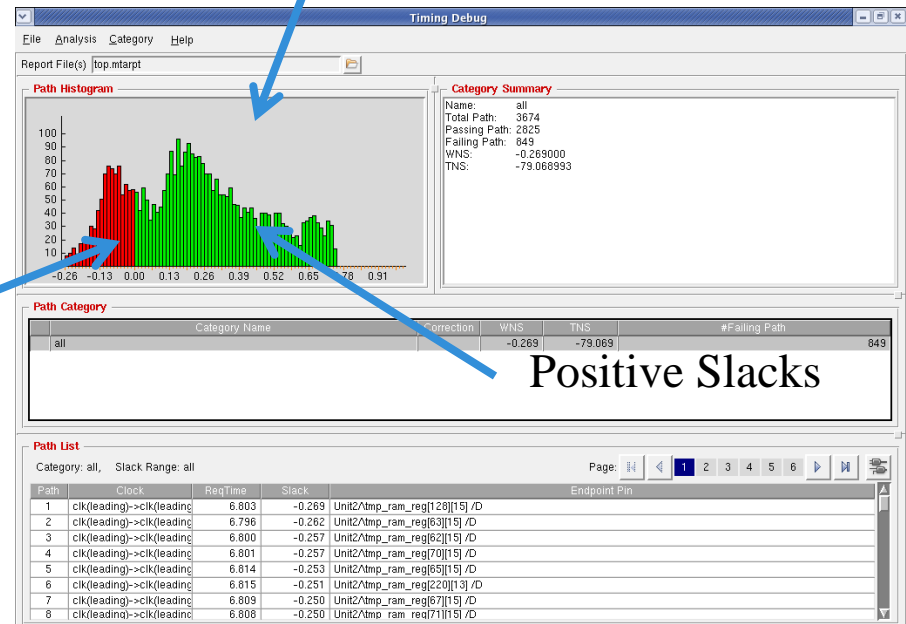 Timing Debug
File Analysis Category Help
Report File(s) top.mtarpt
Path Histogram
100
90
80
70
60
50
40
30
20
10
-0.26 -0.13 0.00 0.13 0.26 0.39 0.52 0.65 78 0.91
Category Summary
Name: all
Total Path: 3674
Passing Path: 2825
Failing Path: 849
WNS: -0.269000
TNS: -79.068993
Path Category
Category Name Correction WNS TNS #Failing Path
all -0.269 -79.069 849
Positive Slacks
Path List
Category: all, Slack Range: all Page: 1 2 3 4 5 6
Path Clock ReqTime Slack Endpoint Pin
1 clk(leading)->clk(leading 6.803 -0.269 Unit2/\tmp_ram_reg[128][15] /D
2 clk(leading)->clk(leading 6.796 -0.262 Unit2/\tmp_ram_reg[63][15] /D
3 clk(leading)->clk(leading 6.800 -0.257 Unit2/\tmp_ram_reg[62][15] /D
4 clk(leading)->clk(leading 6.801 -0.257 Unit2/\tmp_ram_reg[70][15] /D
5 clk(leading)->clk(leading 6.814 -0.253 Unit2/\tmp_ram_reg[65][15] /D
6 clk(leading)->clk(leading 6.815 -0.251 Unit2/\tmp_ram_reg[220][13] /D
7 clk(leading)->clk(leading 6.809 -0.250 Unit2/\tmp_ram_reg[67][15] /D
8 clk(leading)->clk(leading 6.808 -0.250 Unit2/\tmp_ram_reg[71][15] /D